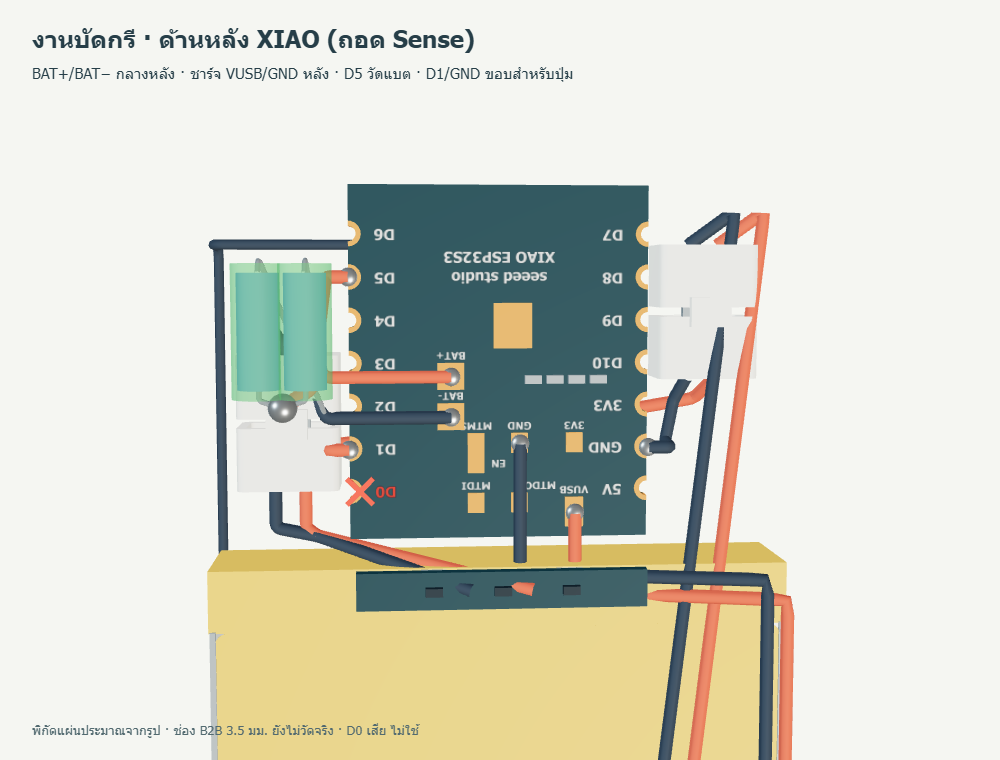 งานบัดกรี · ด้านหลัง XIAO (ถอด Sense)
BAT+/BAT− กลางหลัง · ชาร์จ VUSB/GND หลัง · D5 วัดแบต · D1/GND ขอบสำหรับปุ่ม
D6
D7
XIAO ESP32S3
seeed studio
D5
D8
D4
D9
BAT+
D3
D10
BAT-
D2
3V3
MTMS
GND
3V3
D1
EN
GND
MTDI
MTDO
VUSB
D0
5V
พิกัดแผ่นประมาณจากรูป · ช่อง B2B 3.5 มม. ยังไม่วัดจริง · D0 เสีย ไม่ใช้